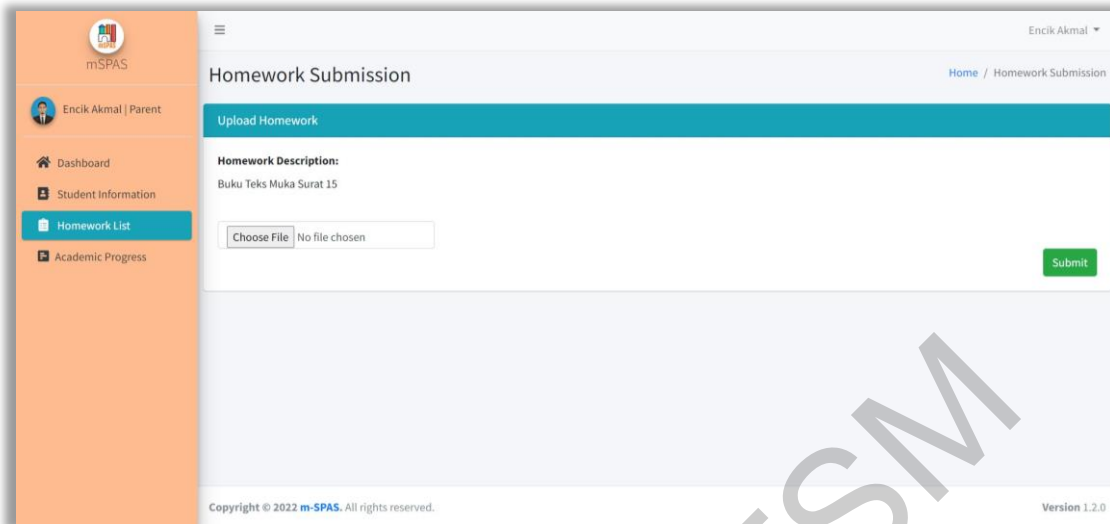 mSPAS
mSPAS
Encik Akmal | Parent
Dashboard
Student Information
Homework List
Academic Progress
Encik Akmal
Homework Submission
Home / Homework Submission
Upload Homework
Homework Description:
Buku Teks Muka Surat 15
Choose File No file chosen
Submit
Copyright © 2022 m-SPAS. All rights reserved.
Version 1.2.0
TSM